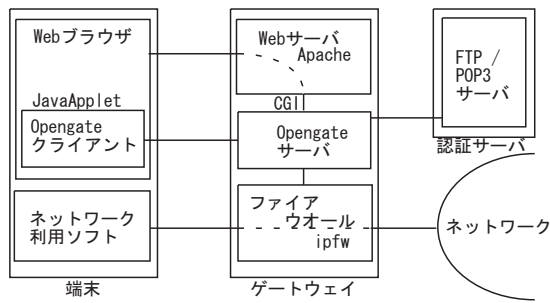 Webブラウザ
JavaApplet
Opengate
クライアント
ネットワーク
利用ソフト
端末
Webサーバ
Apache
CGI
Opengate
サーバ
ファイア
ウオール
ipfw
ゲートウェイ
FTP /
POP3
サーバ
認証サーバ
ネットワーク